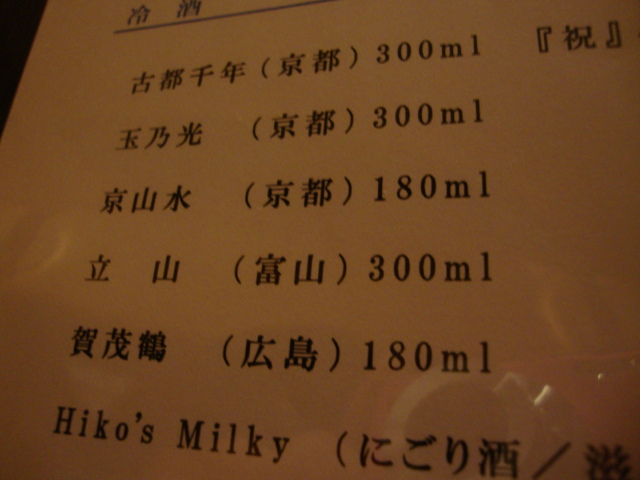 冷酒
古都千年（京都）300ml 『祝』
玉乃光 （京都）300ml
京山水 （京都）180ml
立 山 （富山）300ml
賀茂鶴 （広島）180ml
Hiko's Milky （にごり酒／滋